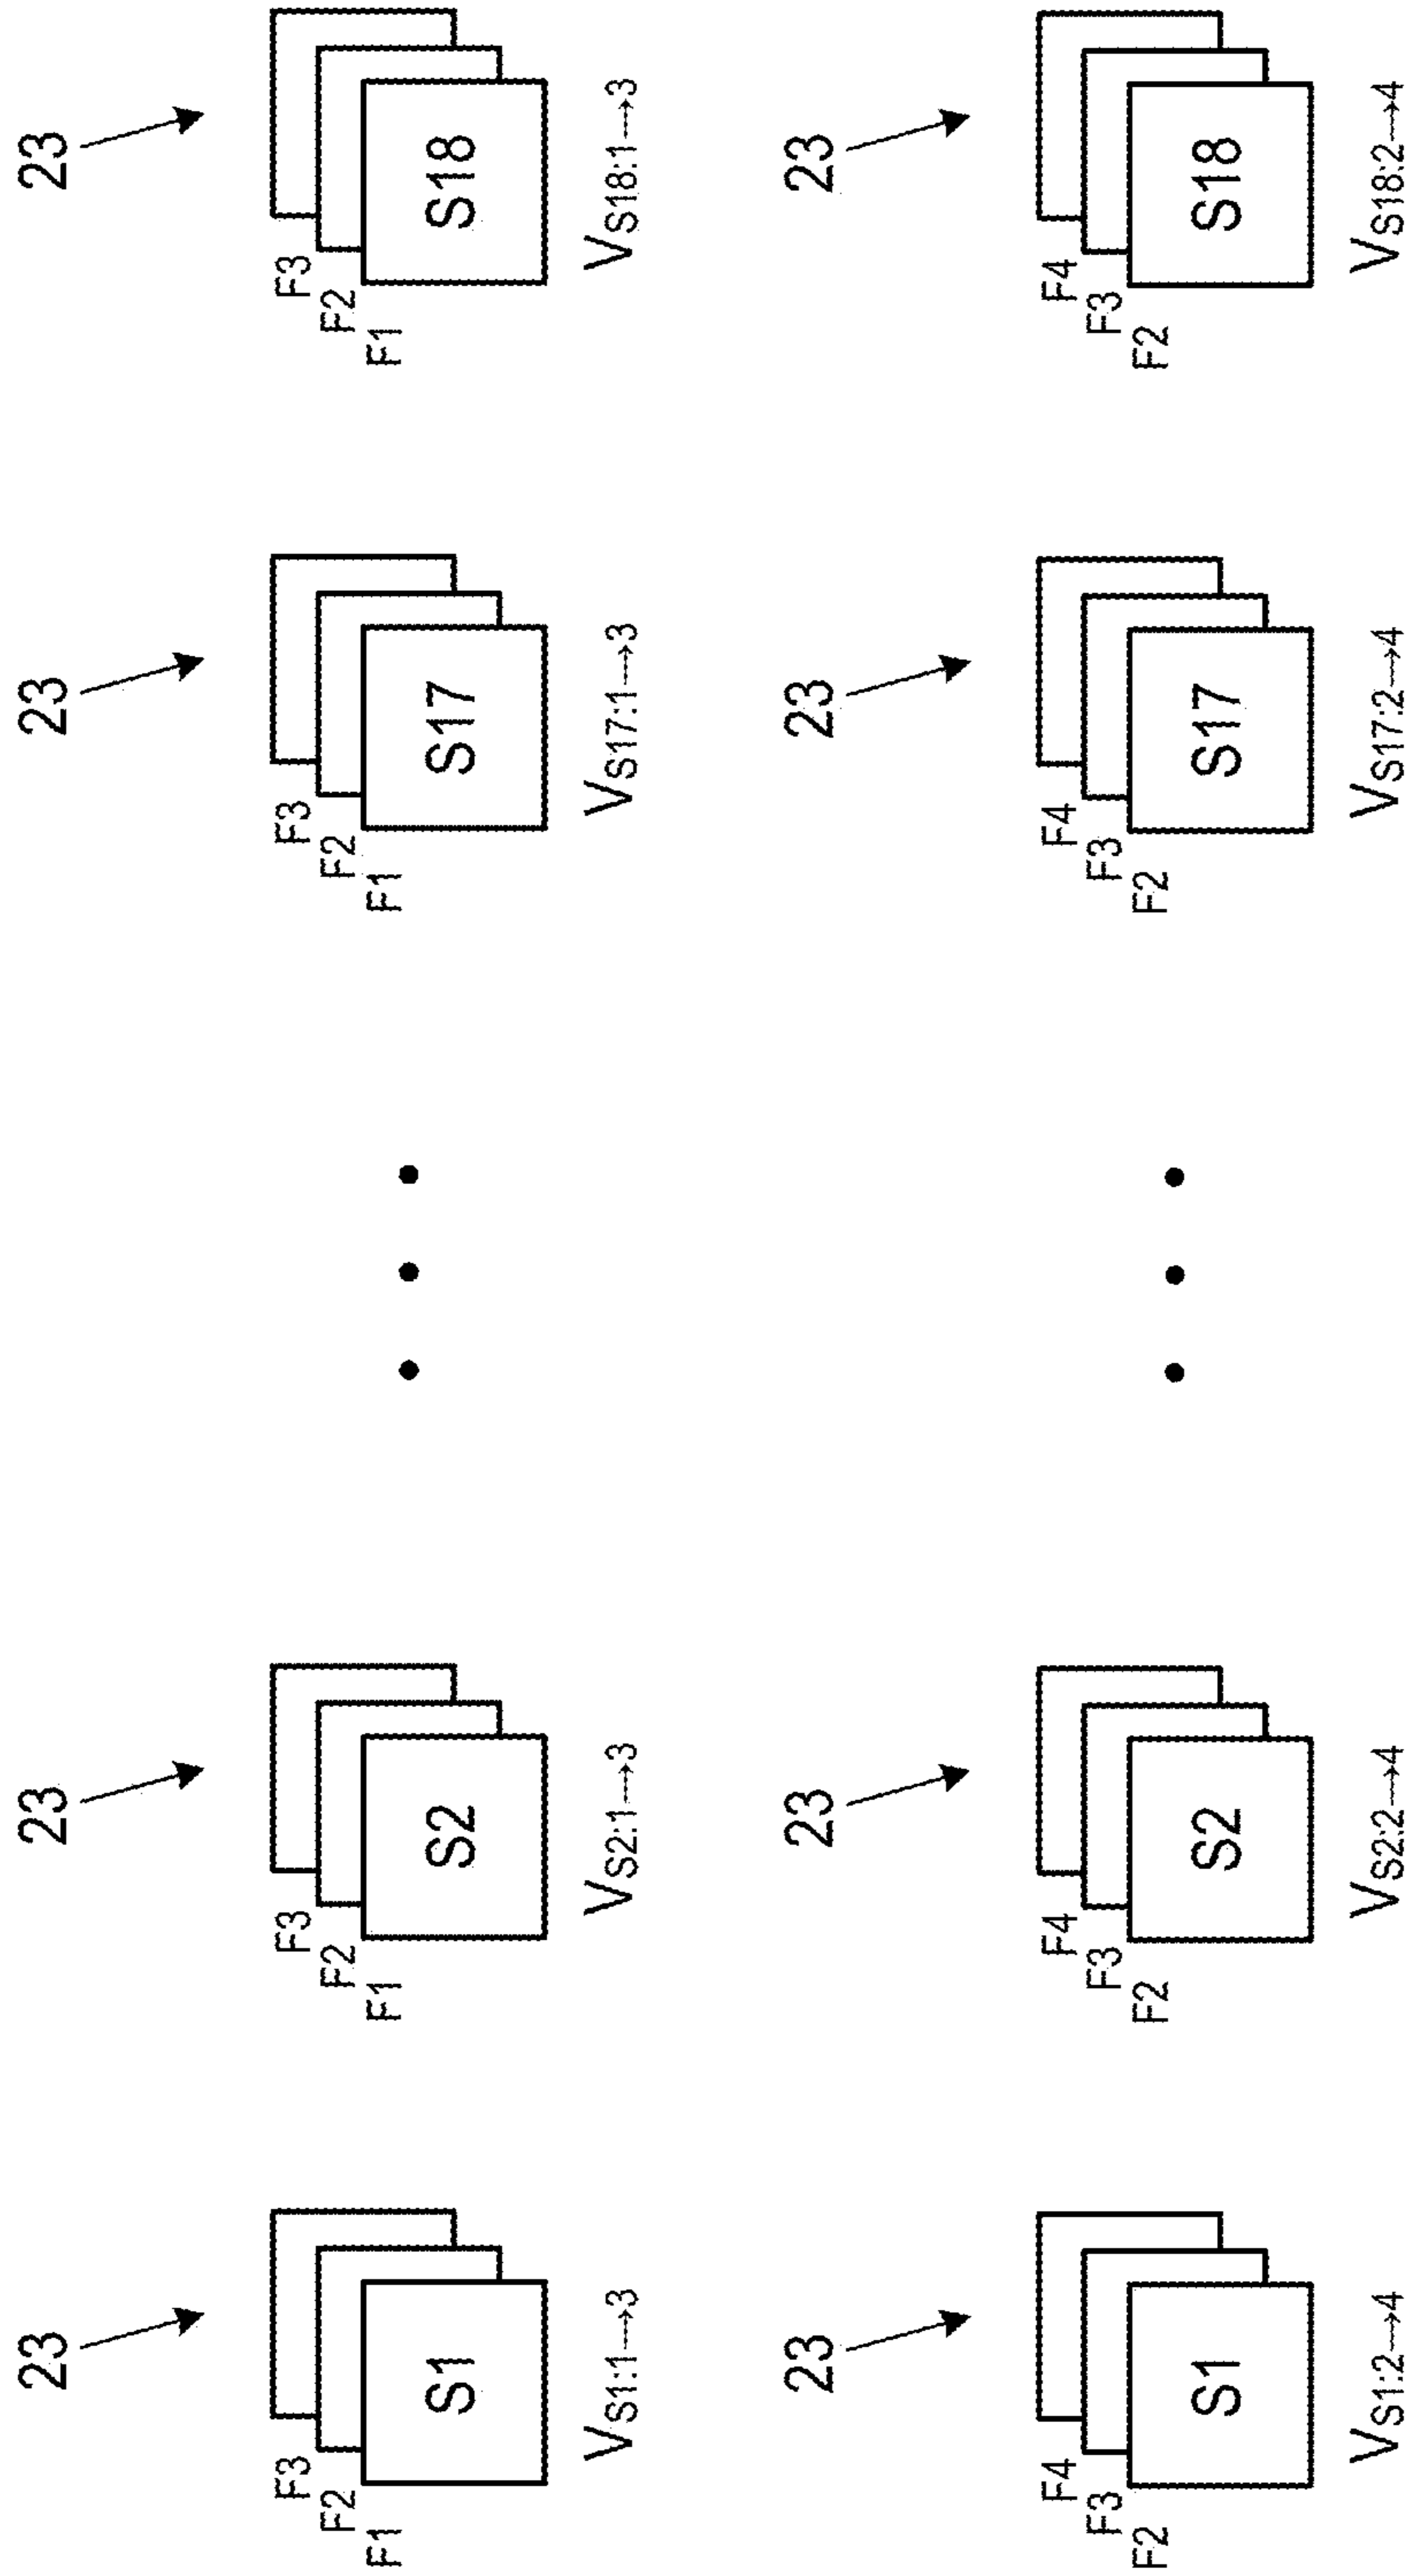 23 23 23 23
F3 F3 F3 F3
F2 F2 F2 F2
F1 F1 F1 F1
S1 S2 S17 S18
VS1:1→3 VS2:1→3 VS17:1→3 VS18:1→3
23 23 23 23
F4 F4 F4 F4
F3 F3 F3 F3
F2 F2 F2 F2
S1 S2 S17 S18
VS1:2→4 VS2:2→4 VS17:2→4 VS18:2→4